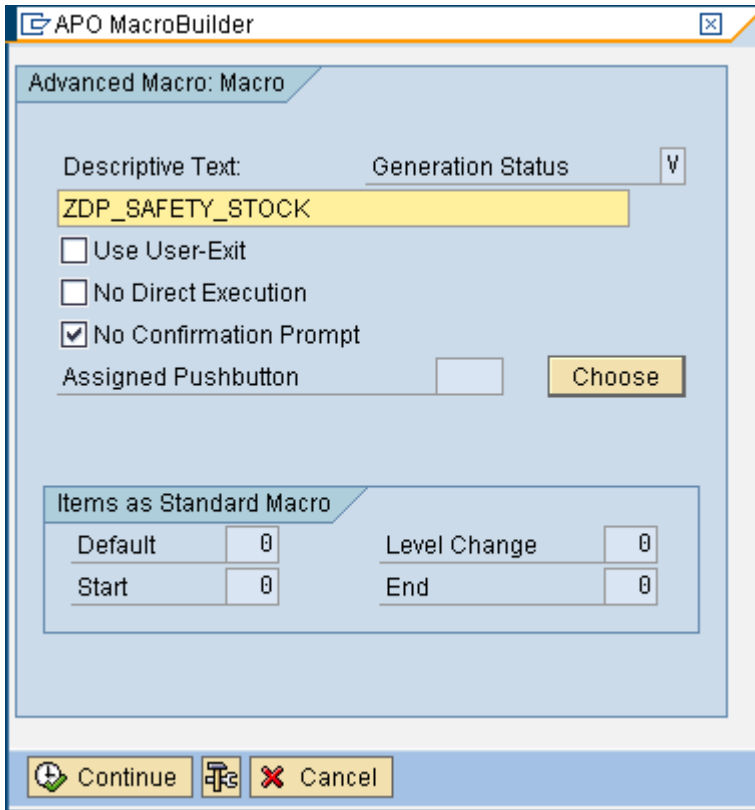 APO MacroBuilder
Advanced Macro: Macro
Descriptive Text: Generation Status V
ZDP_SAFETY_STOCK
Use User-Exit
No Direct Execution
No Confirmation Prompt
Assigned Pushbutton Choose
Items as Standard Macro
Default 0 Level Change 0
Start 0 End 0
Continue Cancel